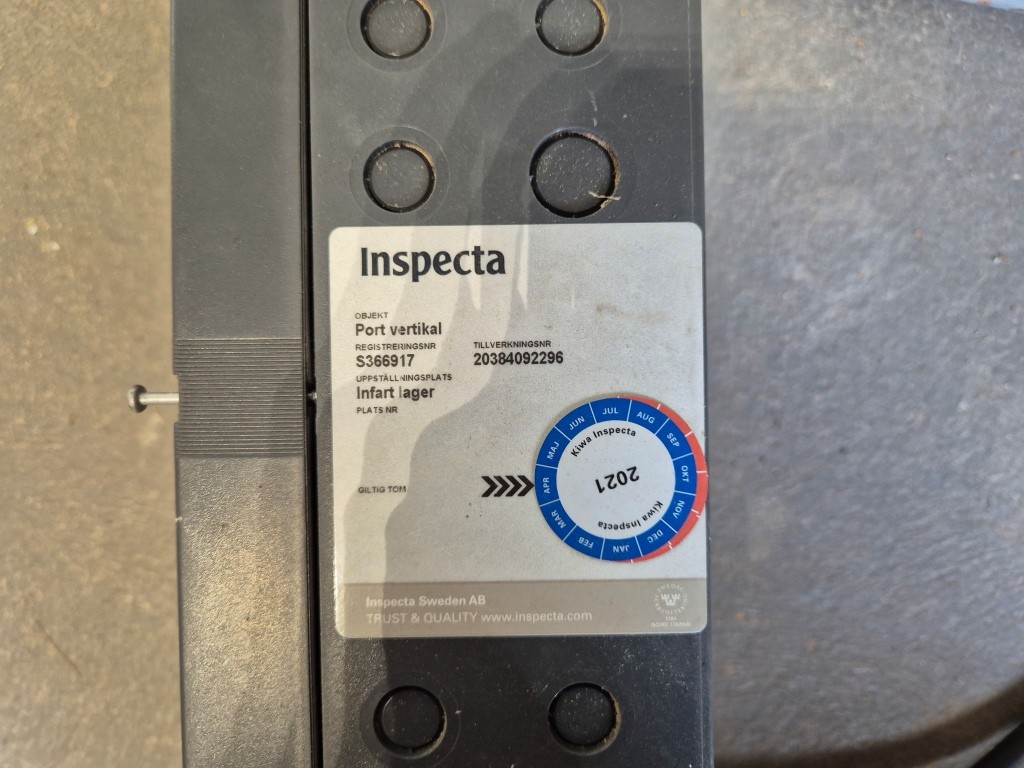 Inspecta
OBJEKT
Port vertikal
REGISTRERINGSNR TILLVERKNINGSNR
S366917 20384092296
UPPSTÄLLNINGSPLATS
Infart lager
PLATS NR
GILTIG TOM
Kiwa Inspecta
2021
Kiwa Inspecta
JAN
FEB
MAR
APR
MAJ
JUN
JUL
AUG
SEP
OKT
NOV
DEC
Inspecta Sweden AB
TRUST & QUALITY www.inspecta.com